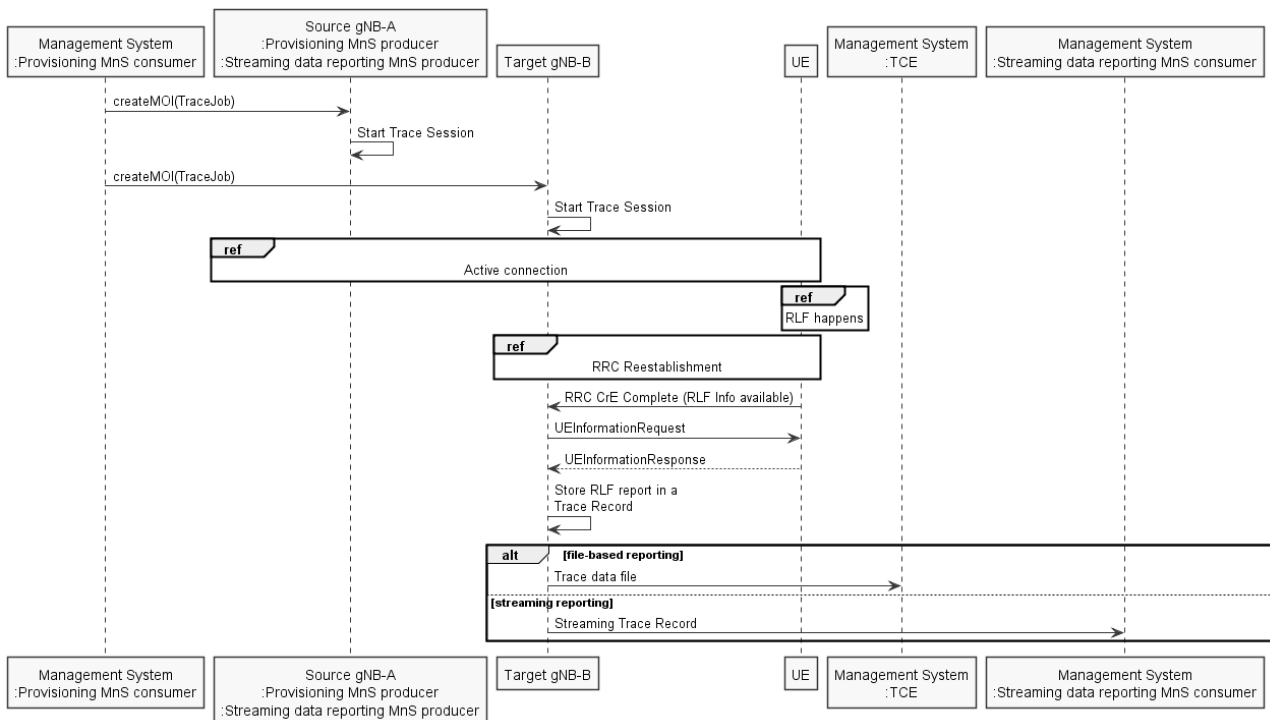 Management System
:Provisioning MnS consumer
Source gNB-A
:Provisioning MnS producer
:Streaming data reporting MnS producer
Target gNB-B
UE
Management System
:TCE
Management System
:Streaming data reporting MnS consumer
createMOI(TraceJob)
Start Trace Session
createMOI(TraceJob)
Start Trace Session
ref
Active connection
ref
RLF happens
ref
RRC Reestablishment
RRC CrE Complete (RLF Info available)
UEInformationRequest
UEInformationResponse
Store RLF report in a
Trace Record
alt [file-based reporting]
Trace data file
[streaming reporting]
Streaming Trace Record
Management System
:Provisioning MnS consumer
Source gNB-A
:Provisioning MnS producer
:Streaming data reporting MnS producer
Target gNB-B
UE
Management System
:TCE
Management System
:Streaming data reporting MnS consumer